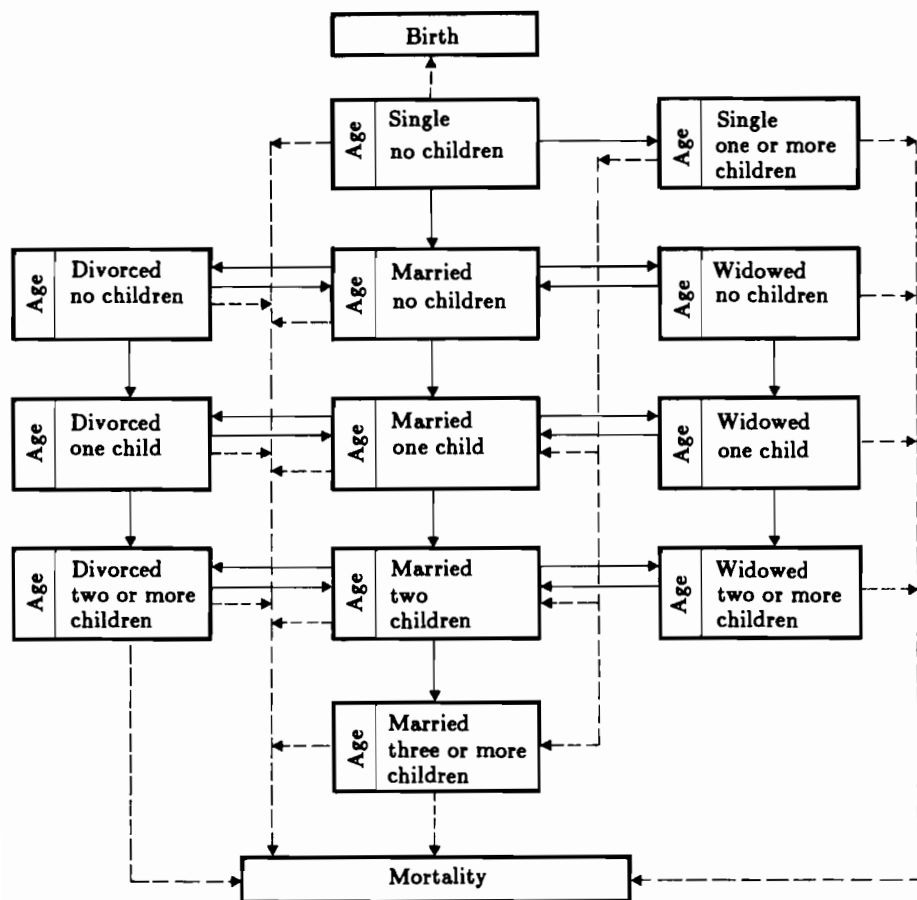 Birth
Age
Single
no children
Age
Single
one or more
children
Age
Divorced
no children
Age
Married
no children
Age
Widowed
no children
Age
Divorced
one child
Age
Married
one child
Age
Widowed
one child
Age
Divorced
two or more
children
Age
Married
two
children
Age
Widowed
two or more
children
Age
Married
three or more
children
Mortality